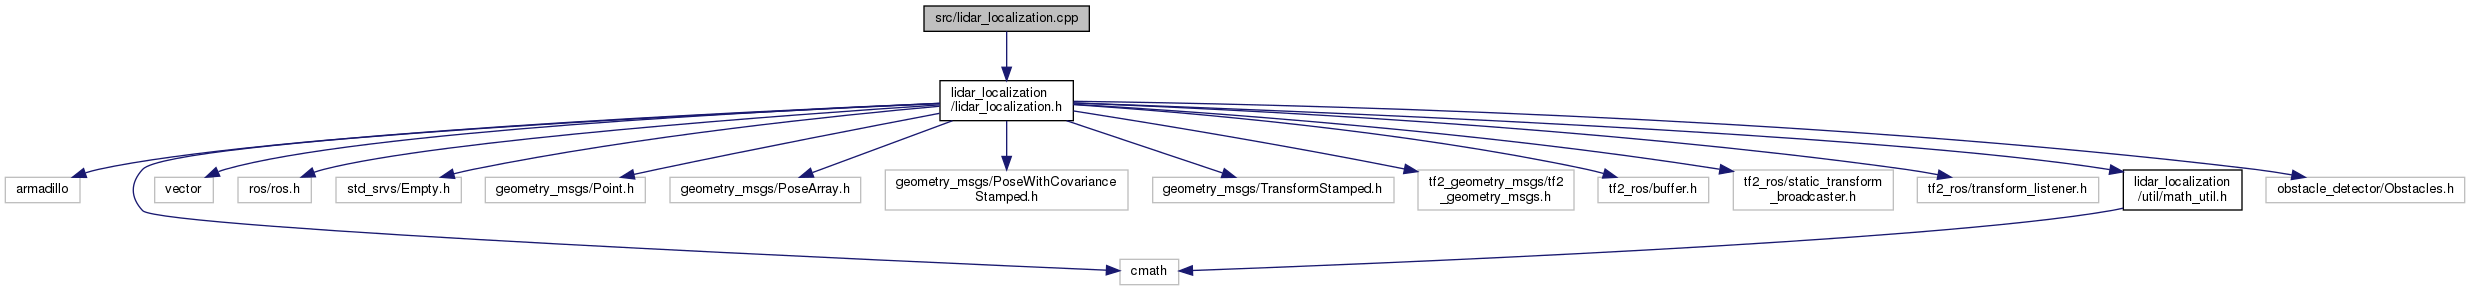 src/lidar_localization.cpp
lidar_localization
/lidar_localization.h
armadillo
vector
ros/ros.h
std_srvs/Empty.h
geometry_msgs/Point.h
geometry_msgs/PoseArray.h
geometry_msgs/PoseWithCovariance
Stamped.h
geometry_msgs/TransformStamped.h
tf2_geometry_msgs/tf2
_geometry_msgs.h
tf2_ros/buffer.h
tf2_ros/static_transform
_broadcaster.h
tf2_ros/transform_listener.h
lidar_localization
/util/math_util.h
obstacle_detector/Obstacles.h
cmath